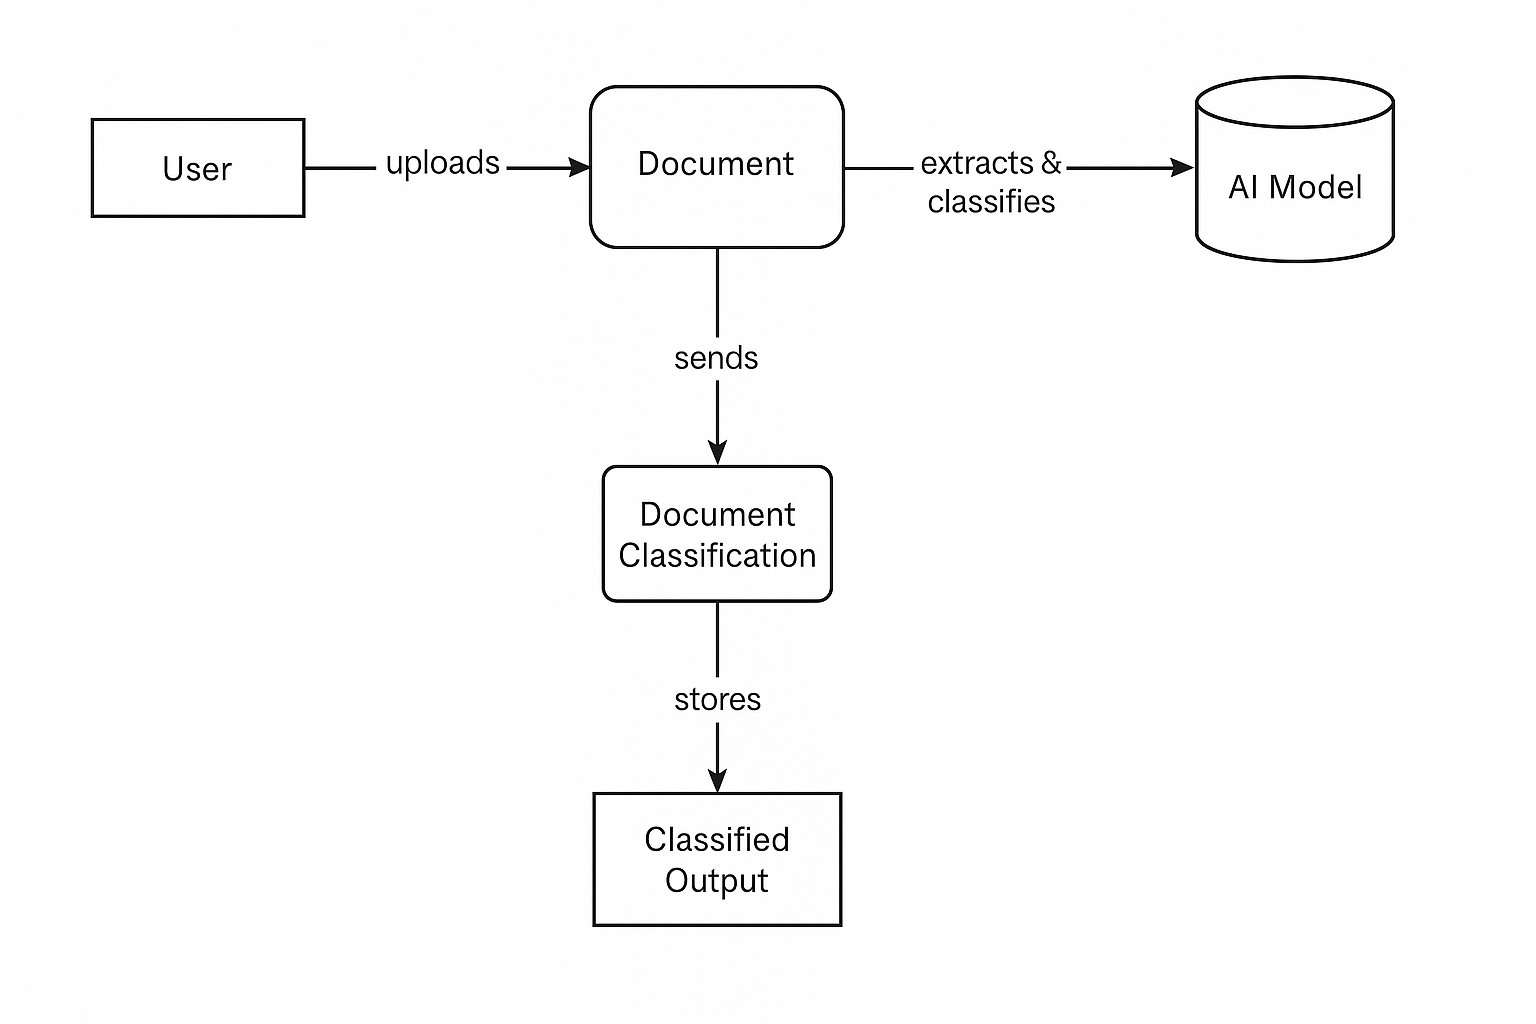 User
uploads
Document
extracts &
classifies
AI Model
sends
Document
Classification
stores
Classified
Output